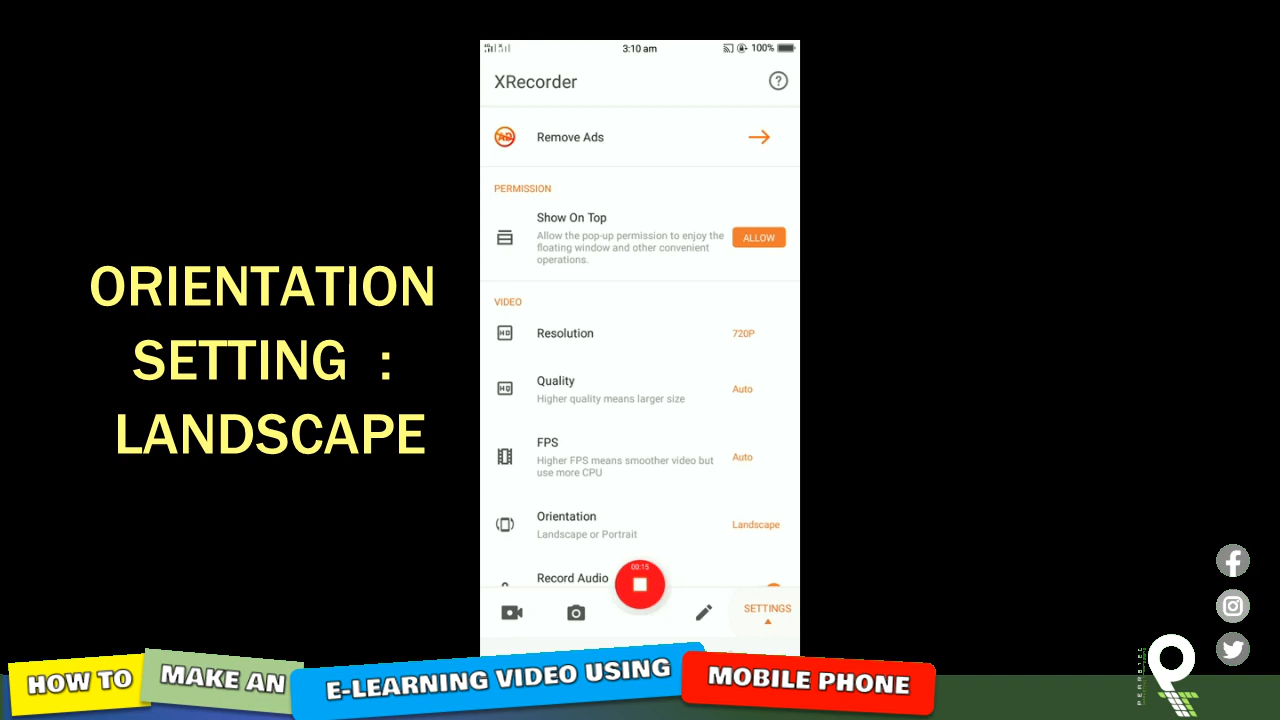 3:10 am
100%
XRecorder
Remove Ads
PERMISSION
Show On Top
Allow the pop-up permission to enjoy the
floating window and other convenient
operations.
ALLOW
VIDEO
Resolution
720P
Quality
Higher quality means larger size
Auto
FPS
Higher FPS means smoother video but
use more CPU
Auto
Orientation
Landscape or Portrait
Landscape
Record Audio
00:15
SETTINGS
ORIENTATION
SETTING :
LANDSCAPE
HOW TO MAKE AN E-LEARNING VIDEO USING MOBILE PHONE